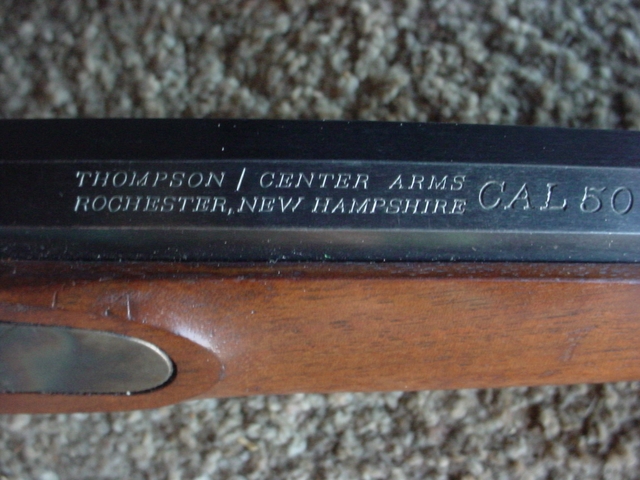 THOMPSON / CENTER ARMS
ROCHESTER, NEW HAMPSHIRE
CAL 50